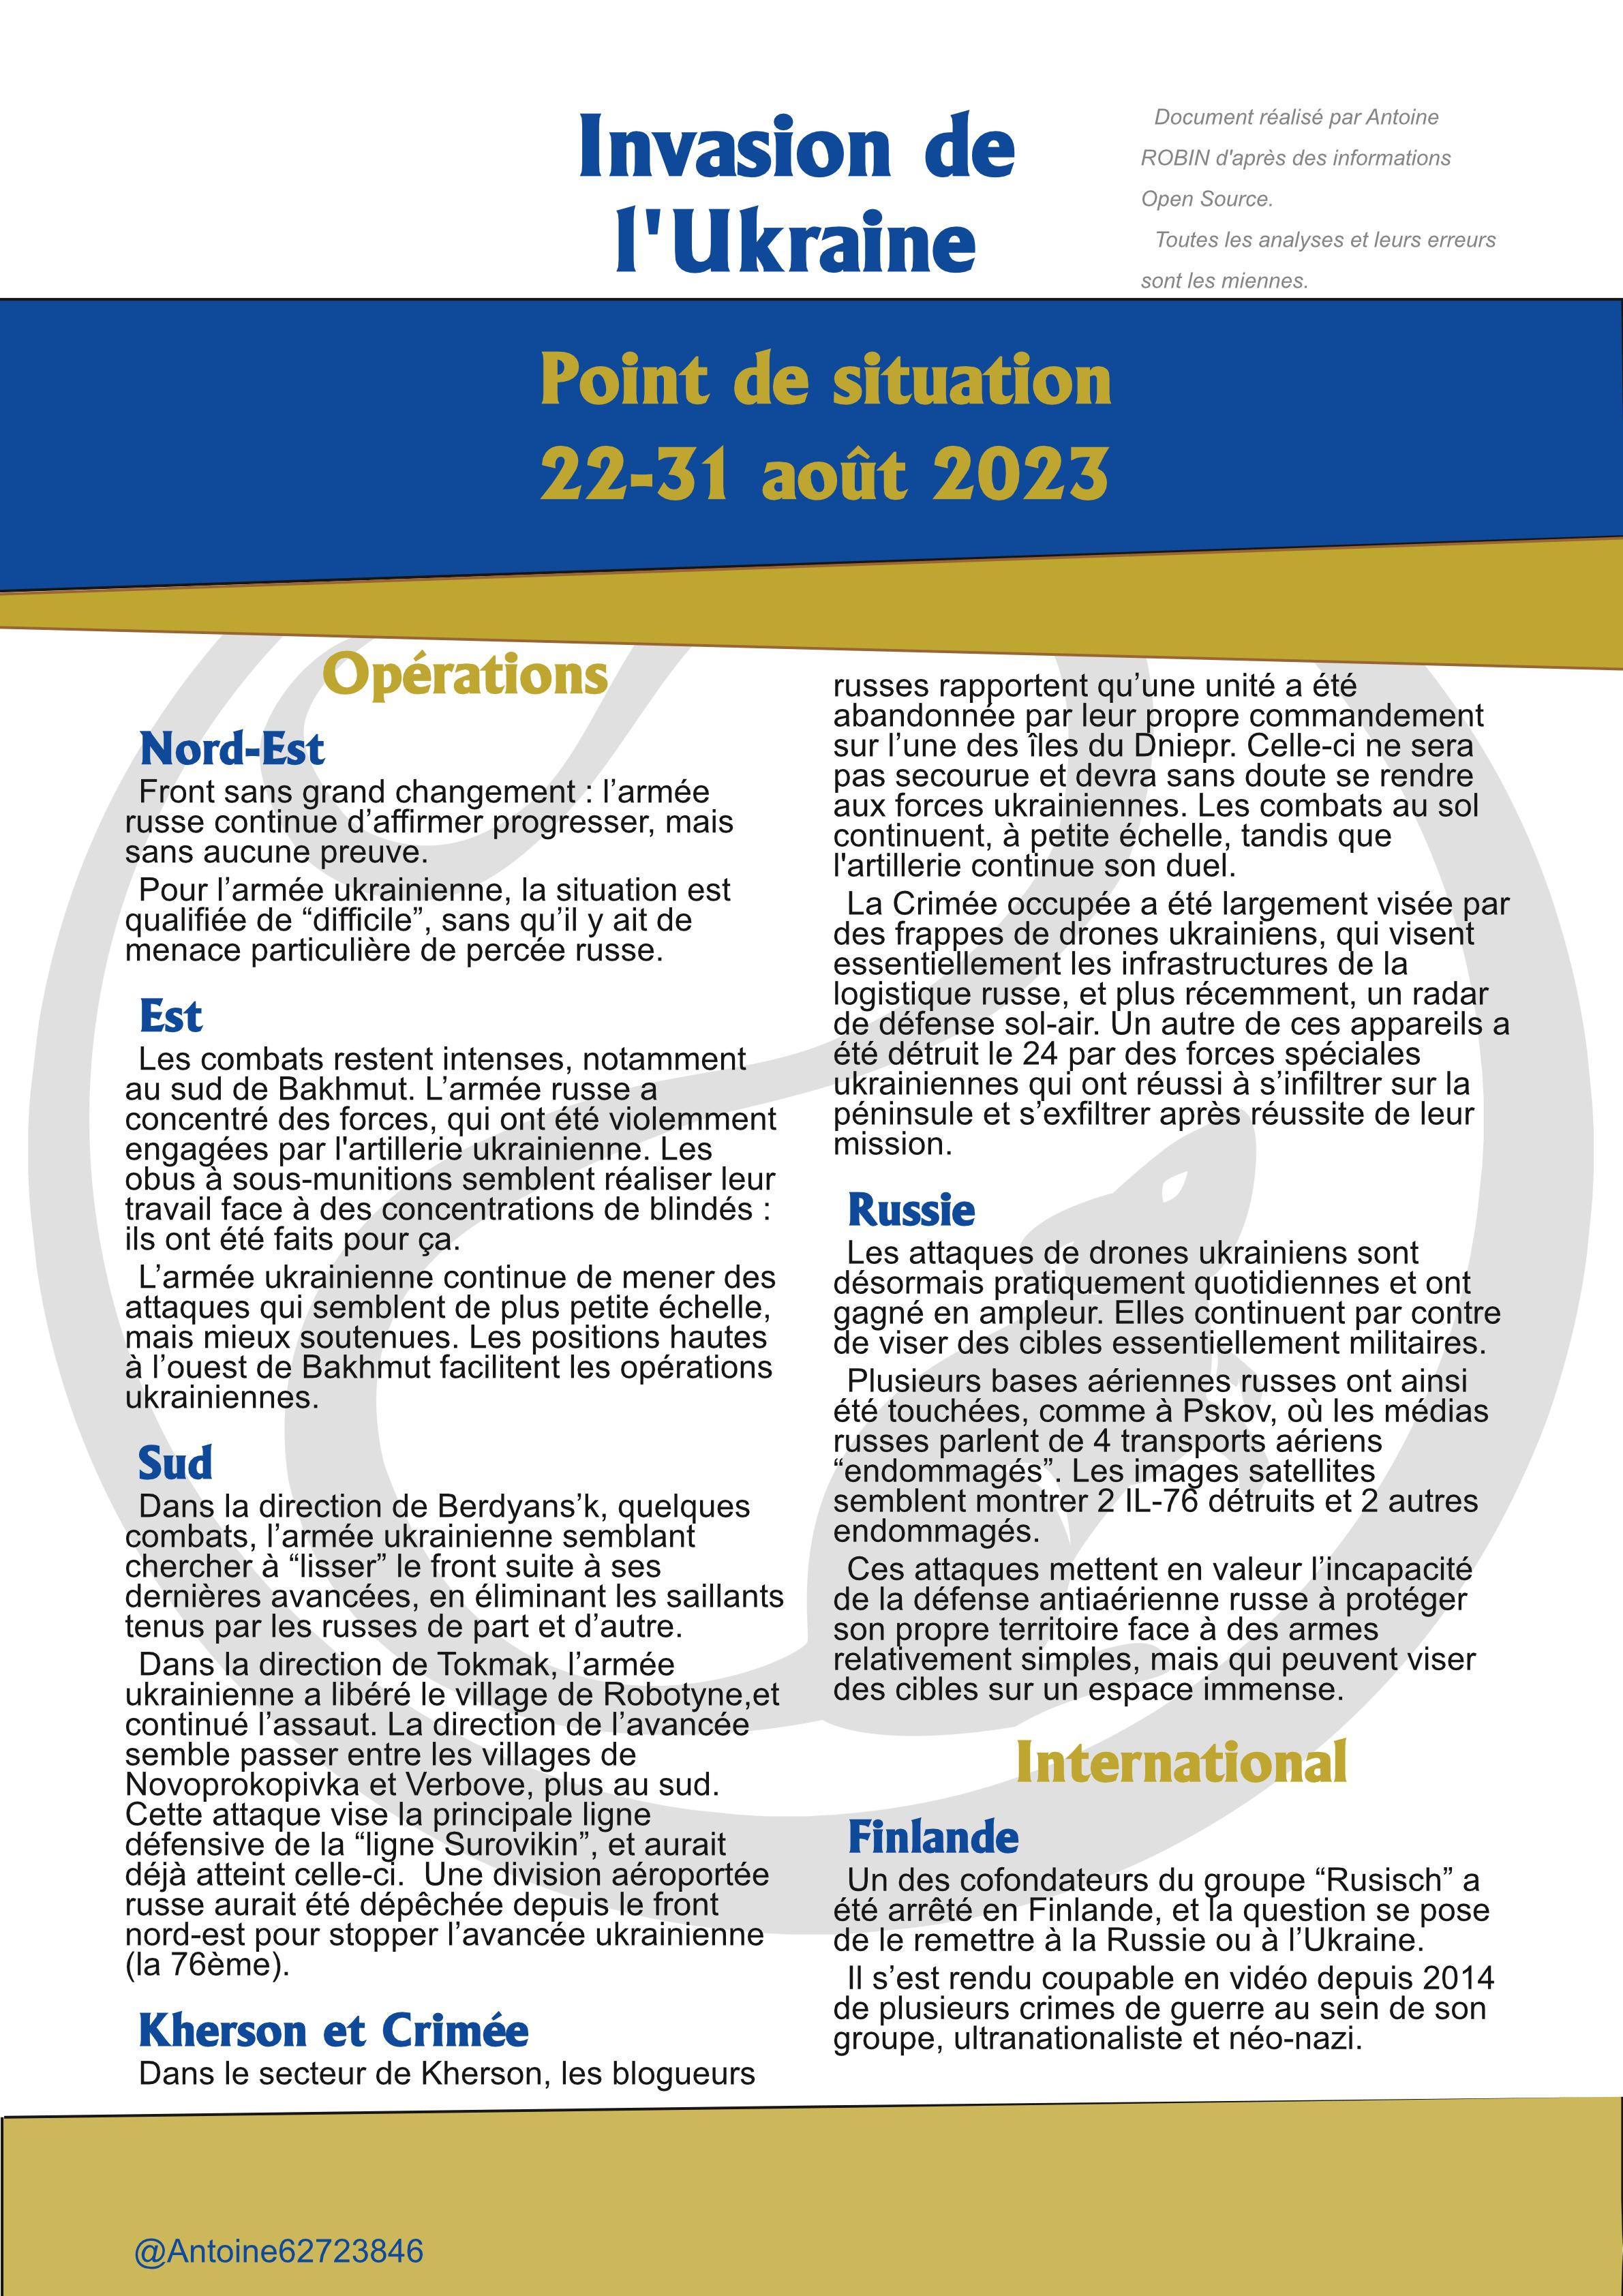 Invasion de
l'Ukraine
Document réalisé par Antoine
ROBIN d'après des informations
Open Source.
Toutes les analyses et leurs erreurs
sont les miennes.
Point de situation
22-31 août 2023
Opérations
Nord-Est
Front sans grand changement : l’armée
russe continue d’affirmer progresser, mais
sans aucune preuve.
Pour l’armée ukrainienne, la situation est
qualifiée de “difficile”, sans qu’il y ait de
menace particulière de percée russe.
Est
Les combats restent intenses, notamment
au sud de Bakhmut. L’armée russe a
concentré des forces, qui ont été violemment
engagées par l'artillerie ukrainienne. Les
obus à sous-munitions semblent réaliser leur
travail face à des concentrations de blindés :
ils ont été faits pour ça.
L’armée ukrainienne continue de mener des
attaques qui semblent de plus petite échelle,
mais mieux soutenues. Les positions hautes
à l’ouest de Bakhmut facilitent les opérations
ukrainiennes.
Sud
Dans la direction de Berdyans’k, quelques
combats, l’armée ukrainienne semblant
chercher à “lisser” le front suite à ses
dernières avancées, en éliminant les saillants
tenus par les russes de part et d’autre.
Dans la direction de Tokmak, l’armée
ukrainienne a libéré le village de Robotyne,et
continué l’assaut. La direction de l’avancée
semble passer entre les villages de
Novoprokopivka et Verbove, plus au sud.
Cette attaque vise la principale ligne
défensive de la “ligne Surovikin”, et aurait
déjà atteint celle-ci.  Une division aéroportée
russe aurait été dépêchée depuis le front
nord-est pour stopper l’avancée ukrainienne
(la 76ème).
Kherson et Crimée
Dans le secteur de Kherson, les blogueurs
russes rapportent qu’une unité a été
abandonnée par leur propre commandement
sur l’une des îles du Dniepr. Celle-ci ne sera
pas secourue et devra sans doute se rendre
aux forces ukrainiennes. Les combats au sol
continuent, à petite échelle, tandis que
l'artillerie continue son duel.
La Crimée occupée a été largement visée par
des frappes de drones ukrainiens, qui visent
essentiellement les infrastructures de la
logistique russe, et plus récemment, un radar
de défense sol-air. Un autre de ces appareils a
été détruit le 24 par des forces spéciales
ukrainiennes qui ont réussi à s’infiltrer sur la
péninsule et s’exfiltrer après réussite de leur
mission.
Russie
Les attaques de drones ukrainiens sont
désormais pratiquement quotidiennes et ont
gagné en ampleur. Elles continuent par contre
de viser des cibles essentiellement militaires.
Plusieurs bases aériennes russes ont ainsi
été touchées, comme à Pskov, où les médias
russes parlent de 4 transports aériens
“endommagés”. Les images satellites
semblent montrer 2 IL-76 détruits et 2 autres
endommagés.
Ces attaques mettent en valeur l’incapacité
de la défense antiaérienne russe à protéger
son propre territoire face à des armes
relativement simples, mais qui peuvent viser
des cibles sur un espace immense.
International
Finlande
Un des cofondateurs du groupe “Rusisch” a
été arrêté en Finlande, et la question se pose
de le remettre à la Russie ou à l’Ukraine.
Il s’est rendu coupable en vidéo depuis 2014
de plusieurs crimes de guerre au sein de son
groupe, ultranationaliste et néo-nazi.
@Antoine62723846